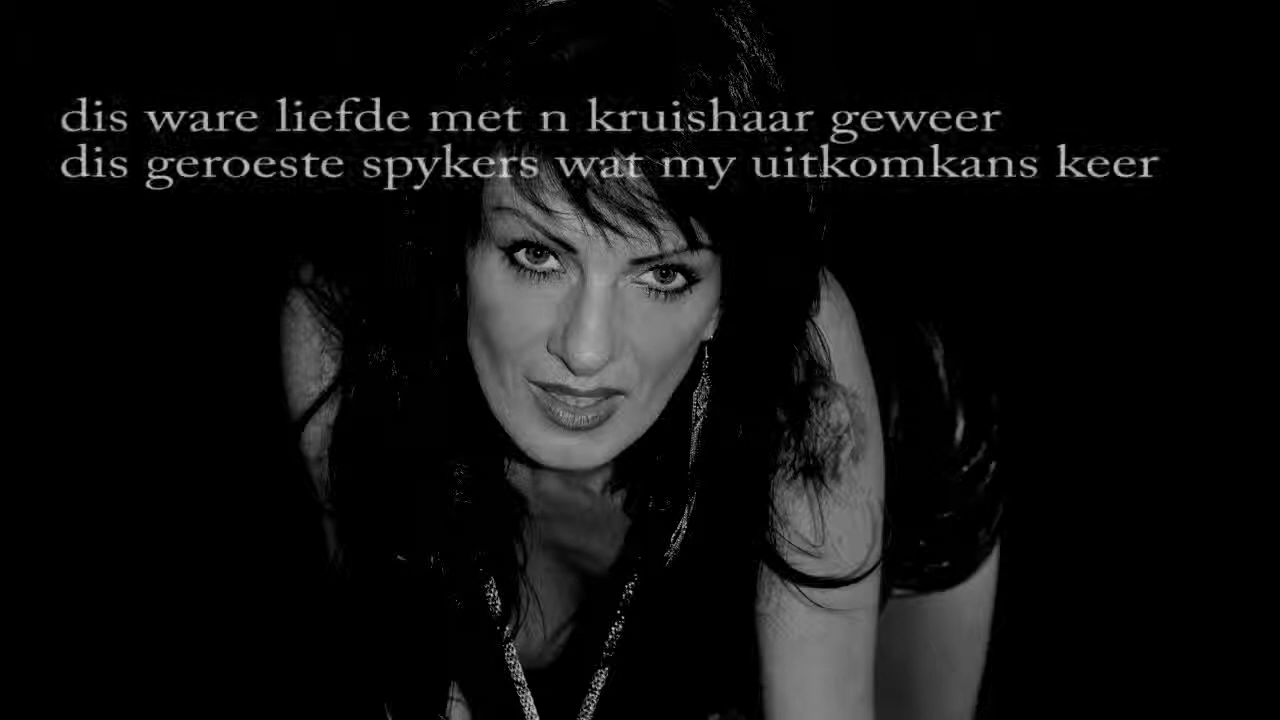 dis ware liefde met n kruishaar geweer
dis geroeste spykers wat my uitkomkans keer